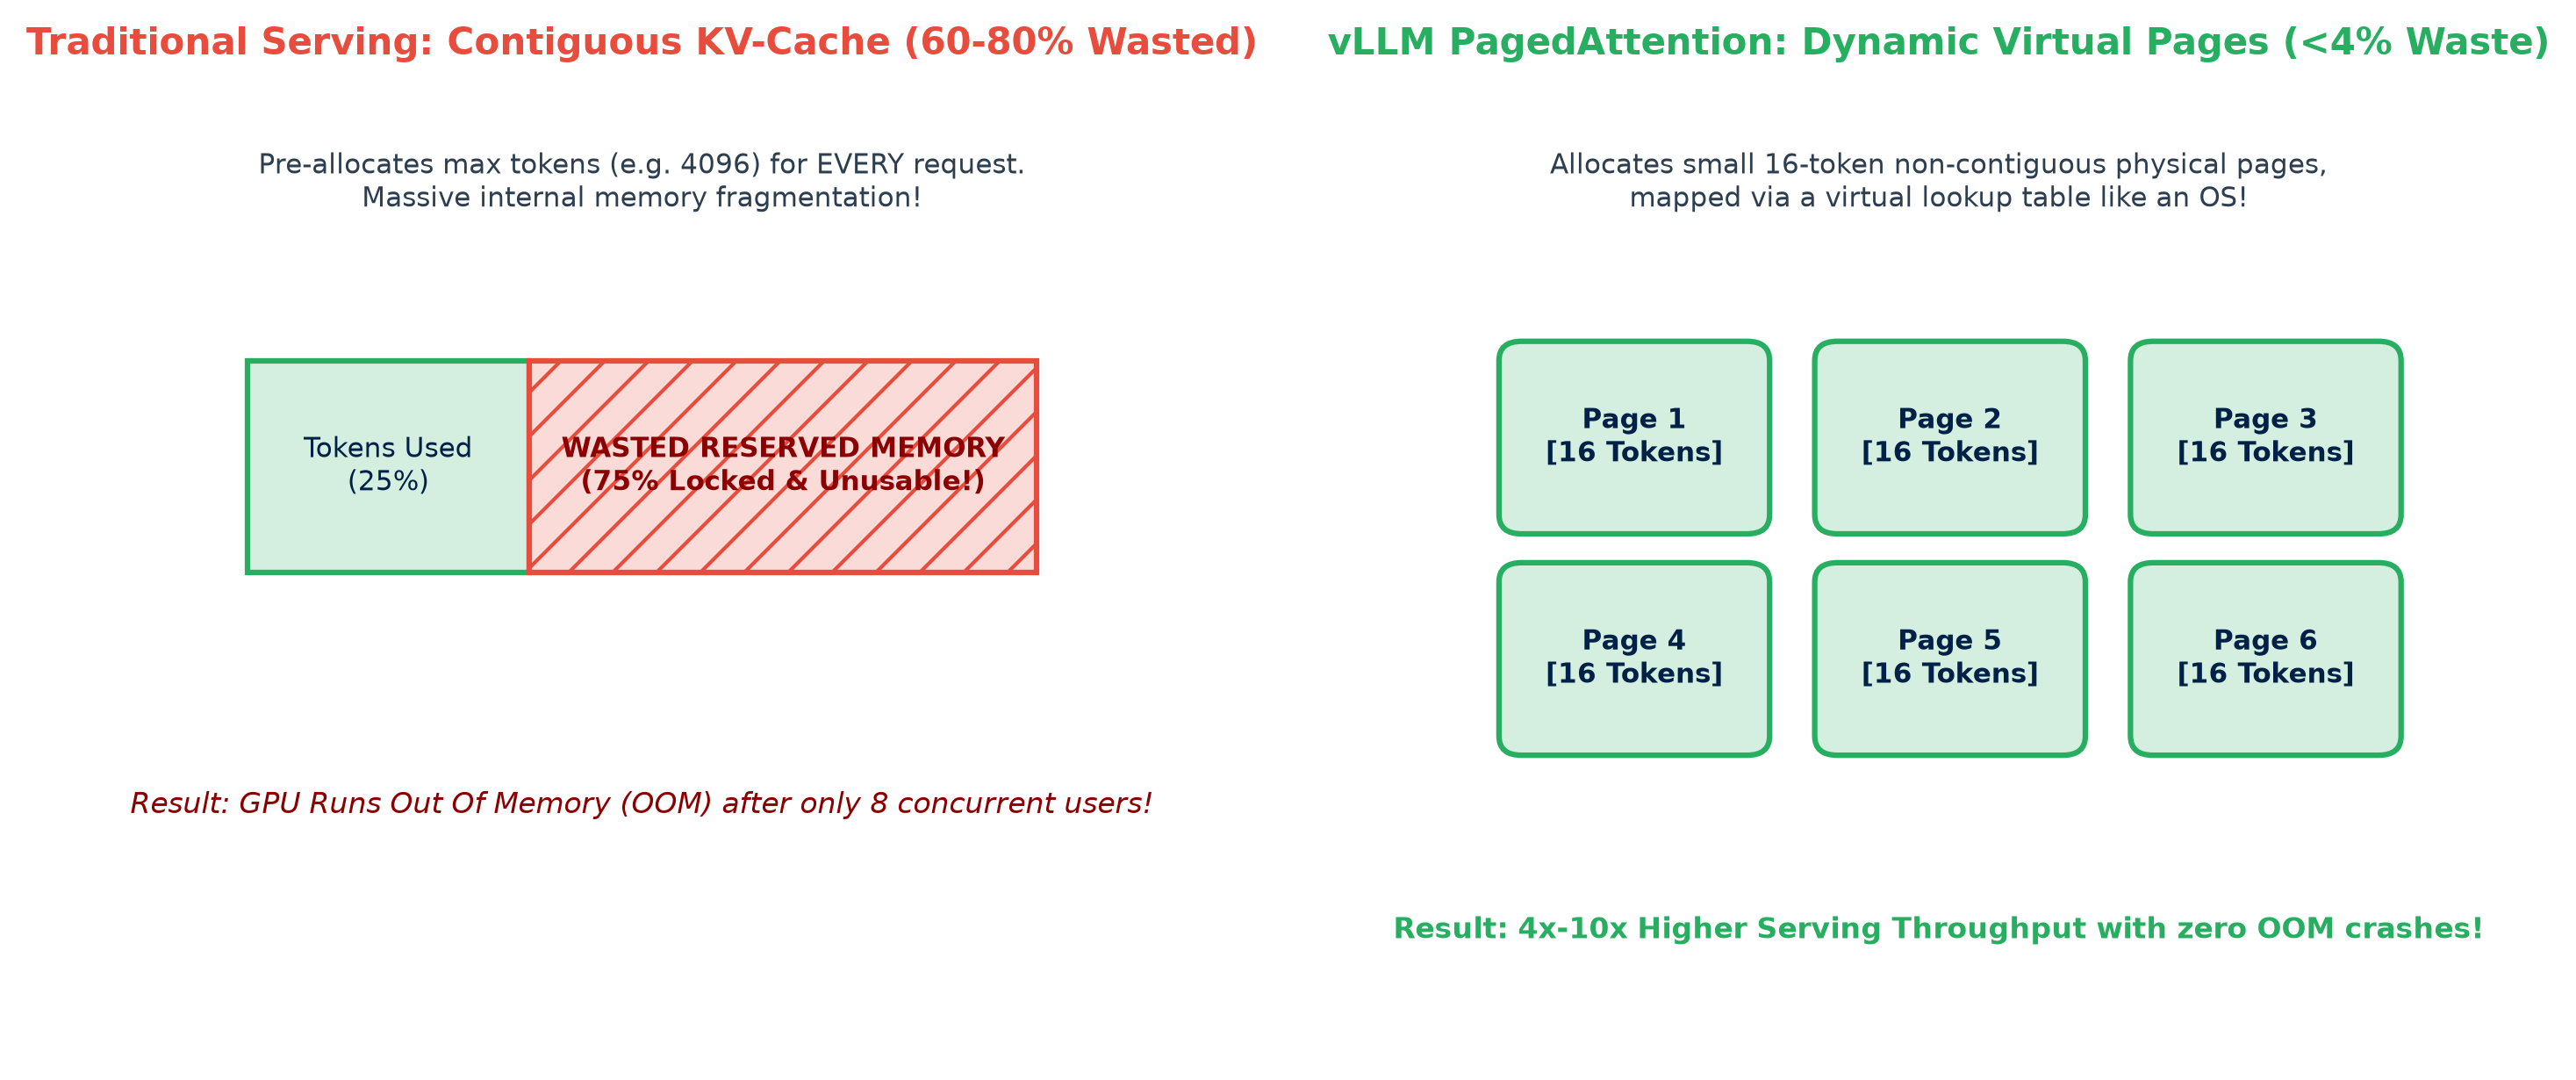 Traditional Serving: Contiguous KV-Cache (60-80% Wasted)
Pre-allocates max tokens (e.g. 4096) for EVERY request.
Massive internal memory fragmentation!
Tokens Used
(25%)
WASTED RESERVED MEMORY
(75% Locked & Unusable!)
Result: GPU Runs Out Of Memory (OOM) after only 8 concurrent users!
vLLM PagedAttention: Dynamic Virtual Pages (<4% Waste)
Allocates small 16-token non-contiguous physical pages,
mapped via a virtual lookup table like an OS!
Page 1
[16 Tokens]
Page 2
[16 Tokens]
Page 3
[16 Tokens]
Page 4
[16 Tokens]
Page 5
[16 Tokens]
Page 6
[16 Tokens]
Result: 4x-10x Higher Serving Throughput with zero OOM crashes!